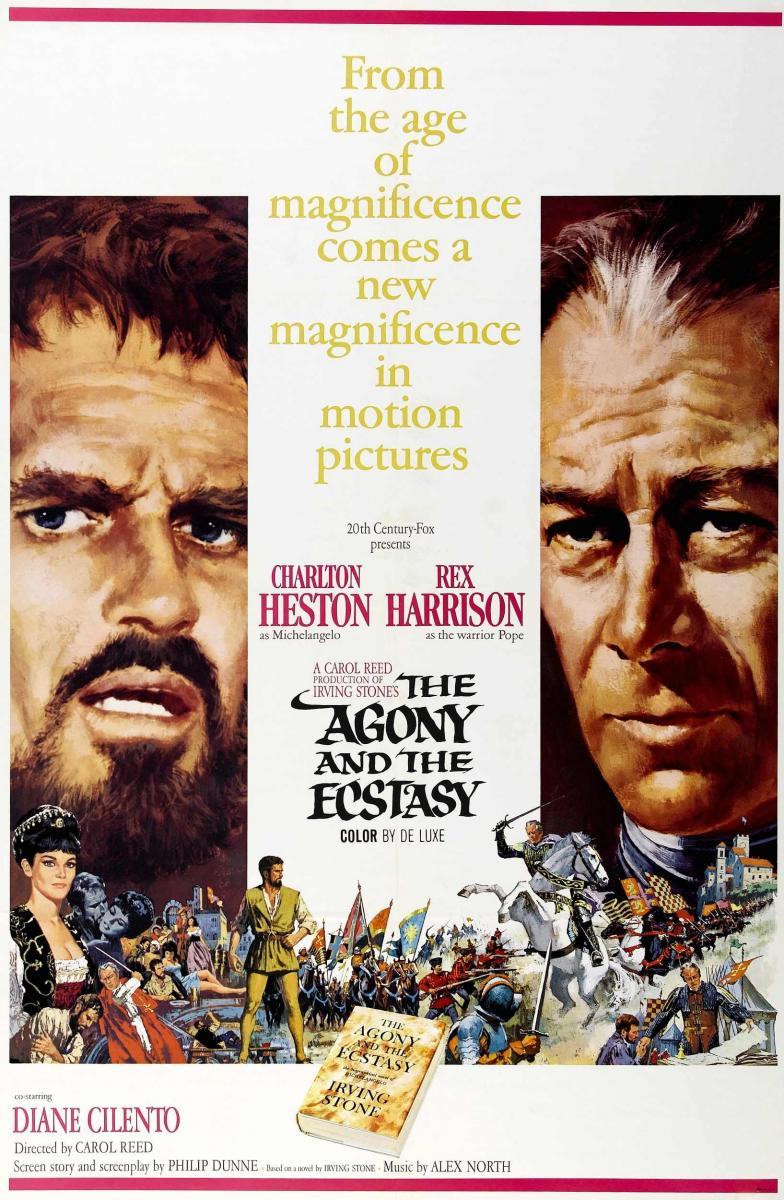 From
the age
of
magnificence
comes a
new
magnificence
in
motion
pictures
20th Century-Fox
presents
CHARLTON
HESTON
as Michelangelo
REX
HARRISON
as the warrior Pope
A CAROL REED
PRODUCTION OF
IRVING STONE'S
THE
AGONY
AND THE
ECSTASY
COLOR BY DE LUXE
THE
AGONY
AND THE
ECSTASY
IRVING
STONE
co-starring
DIANE CILENTO
Directed by CAROL REED
Screen story and screenplay by PHILIP DUNNE • Based on a novel by IRVING STONE • Music by ALEX NORTH